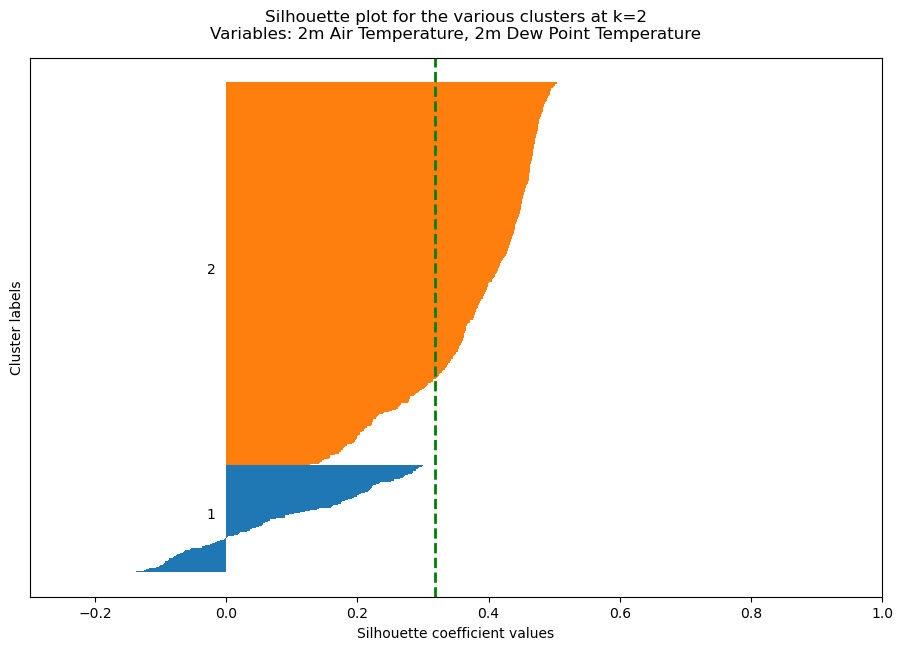 Silhouette plot for the various clusters at k=2
Variables: 2m Air Temperature, 2m Dew Point Temperature
2
1
Cluster labels
−0.2 0.0 0.2 0.4 0.6 0.8 1.0
Silhouette coefficient values